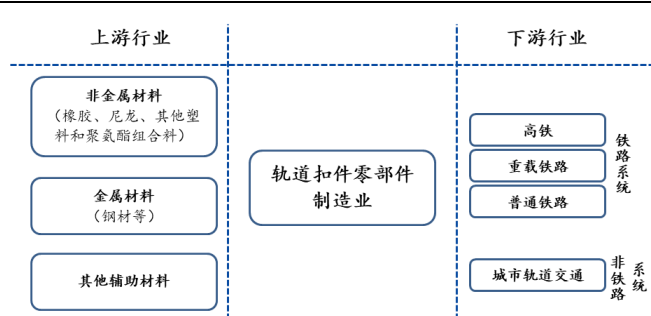 上游行业
下游行业
非金属材料
（橡胶、尼龙、其他塑
料和聚氨酯组合料）
金属材料
（钢材等）
其他辅助材料
轨道扣件零部件
制造业
高铁
重载铁路
普通铁路
铁路系统
城市轨道交通
非铁路
系统